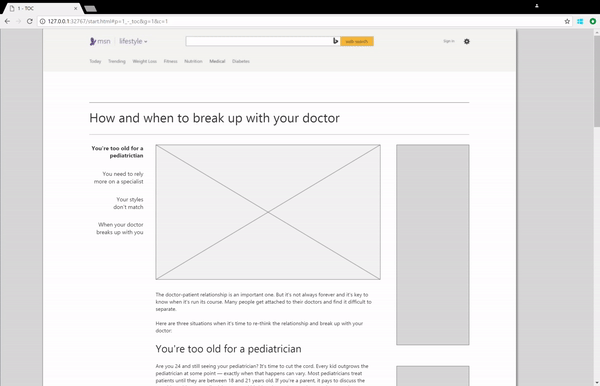 1 - TOC
127.0.0.1:32767/start.html#p=1_-_toc&g=1&c=1
msn lifestyle
web search
Sign in
Today Trending Weight Loss Fitness Nutrition Medical Diabetes
How and when to break up with your doctor
You're too old for a
pediatrictian
You need to rely
more on a specialist
Your styles
don't match
When your doctor
breaks up with you
The doctor-patient relationship is an important one. But it's not always forever and it's key to
know when it's run its course. Many people get attached to their doctors and find it difficult to
separate.
Here are three situations when it's time to re-think the relationship and break up with your
doctor:
You're too old for a pediatrician
Are you 24 and still seeing your pediatrician? It's time to cut the cord. Every kid outgrows the
pediatrician at some point — exactly when that happens can vary. Most pediatricians treat
patients until they are between 18 and 21 years old. If you're a parent, it pays to discuss the